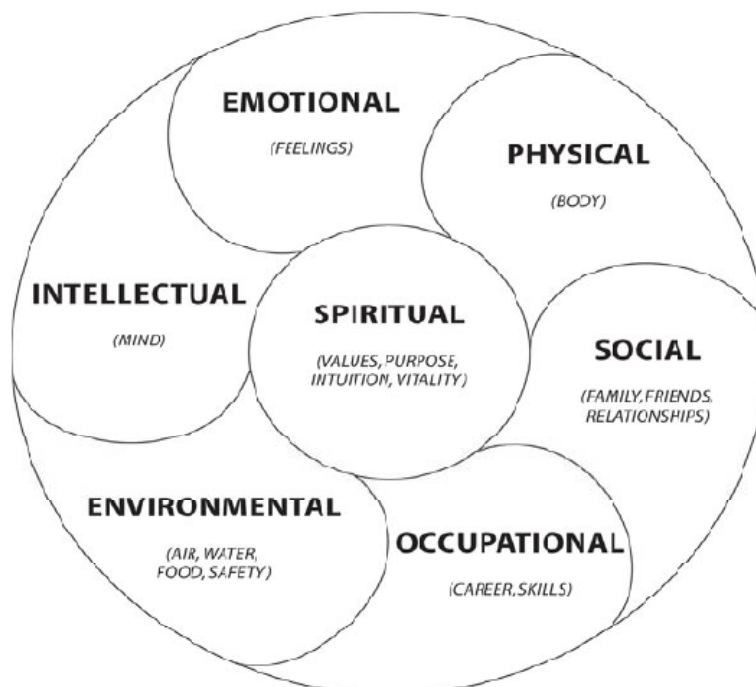 EMOTIONAL
(FEELINGS)
PHYSICAL
(BODY)
INTELLECTUAL
(MIND)
SPIRITUAL
(VALUES, PURPOSE,
INTUITION, VITALITY)
SOCIAL
(FAMILY, FRIENDS,
RELATIONSHIPS)
ENVIRONMENTAL
(AIR, WATER,
FOOD, SAFETY)
OCCUPATIONAL
(CAREER, SKILLS)